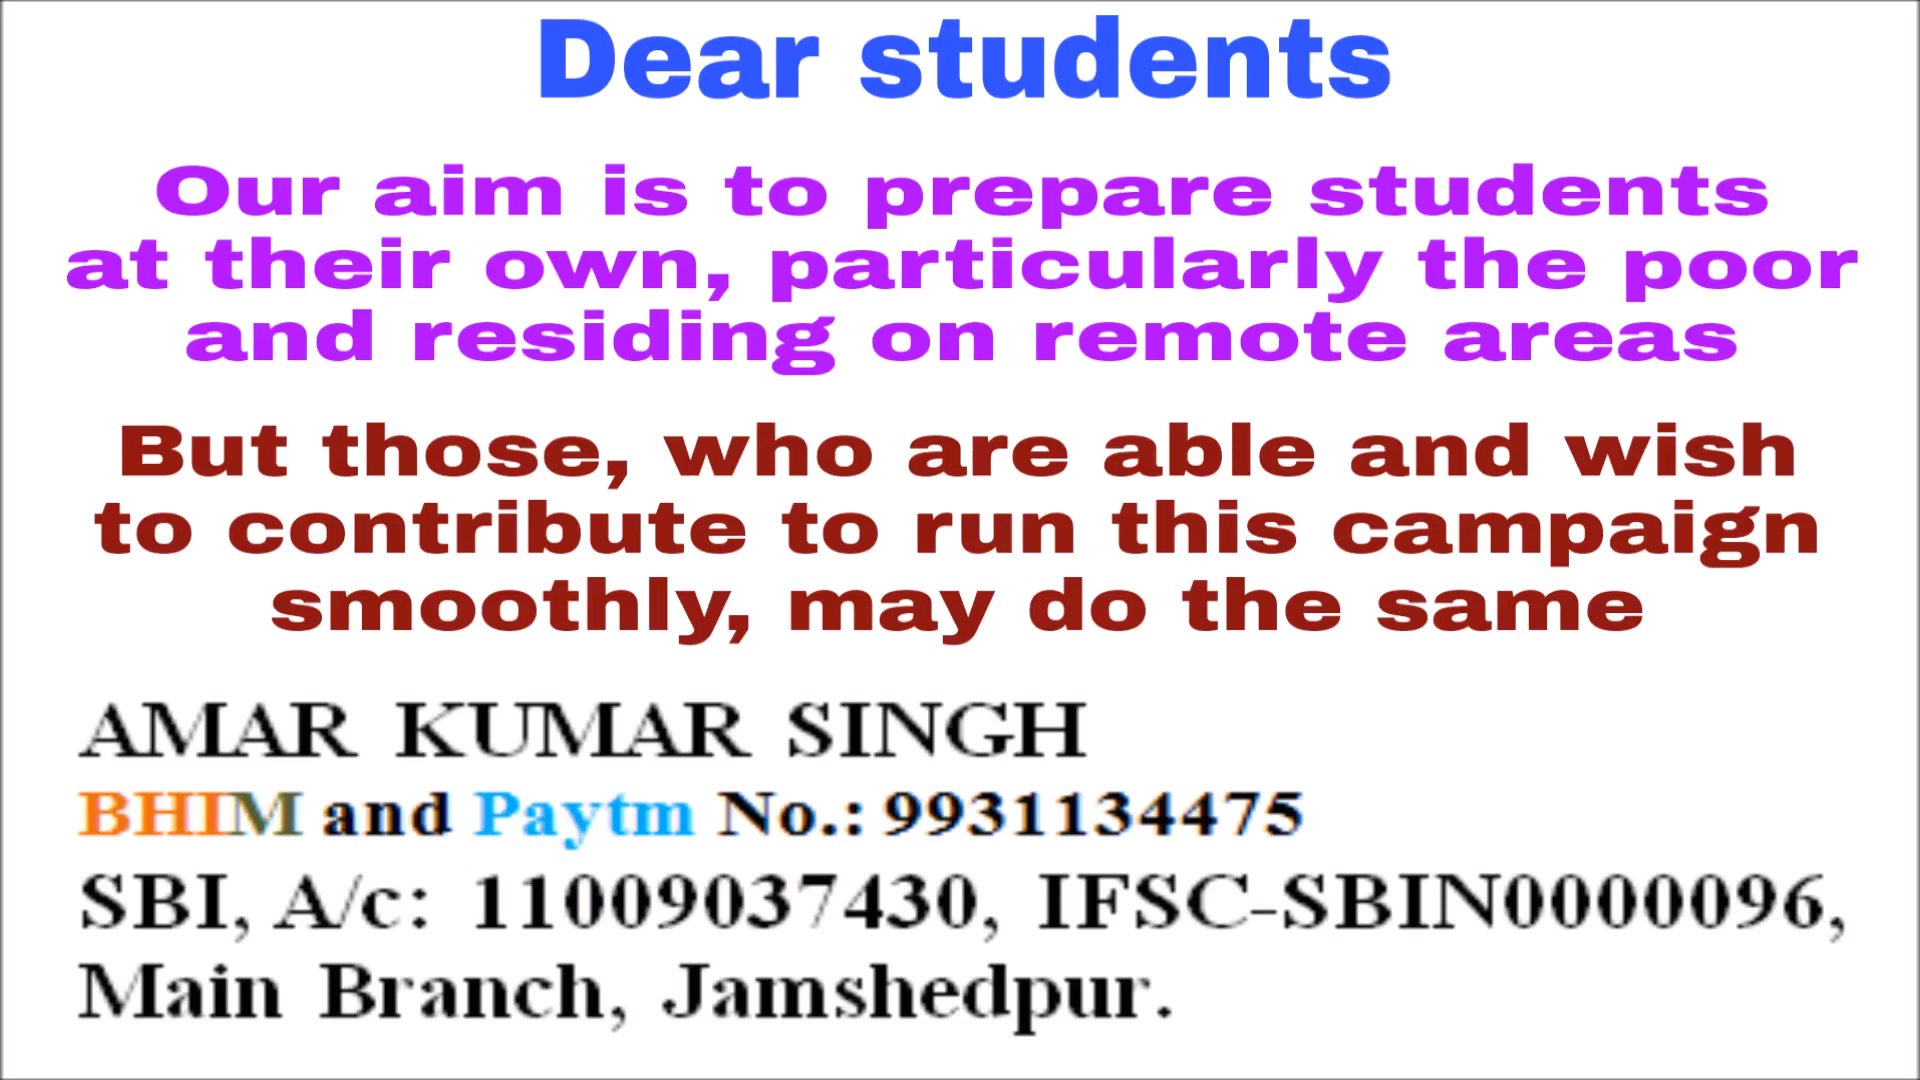 Dear students
Our aim is to prepare students
at their own, particularly the poor
and residing on remote areas
But those, who are able and wish
to contribute to run this campaign
smoothly, may do the same
AMAR KUMAR SINGH
BHIM and Paytm No.: 9931134475
SBI, A/c: 11009037430, IFSC-SBIN0000096,
Main Branch, Jamshedpur.